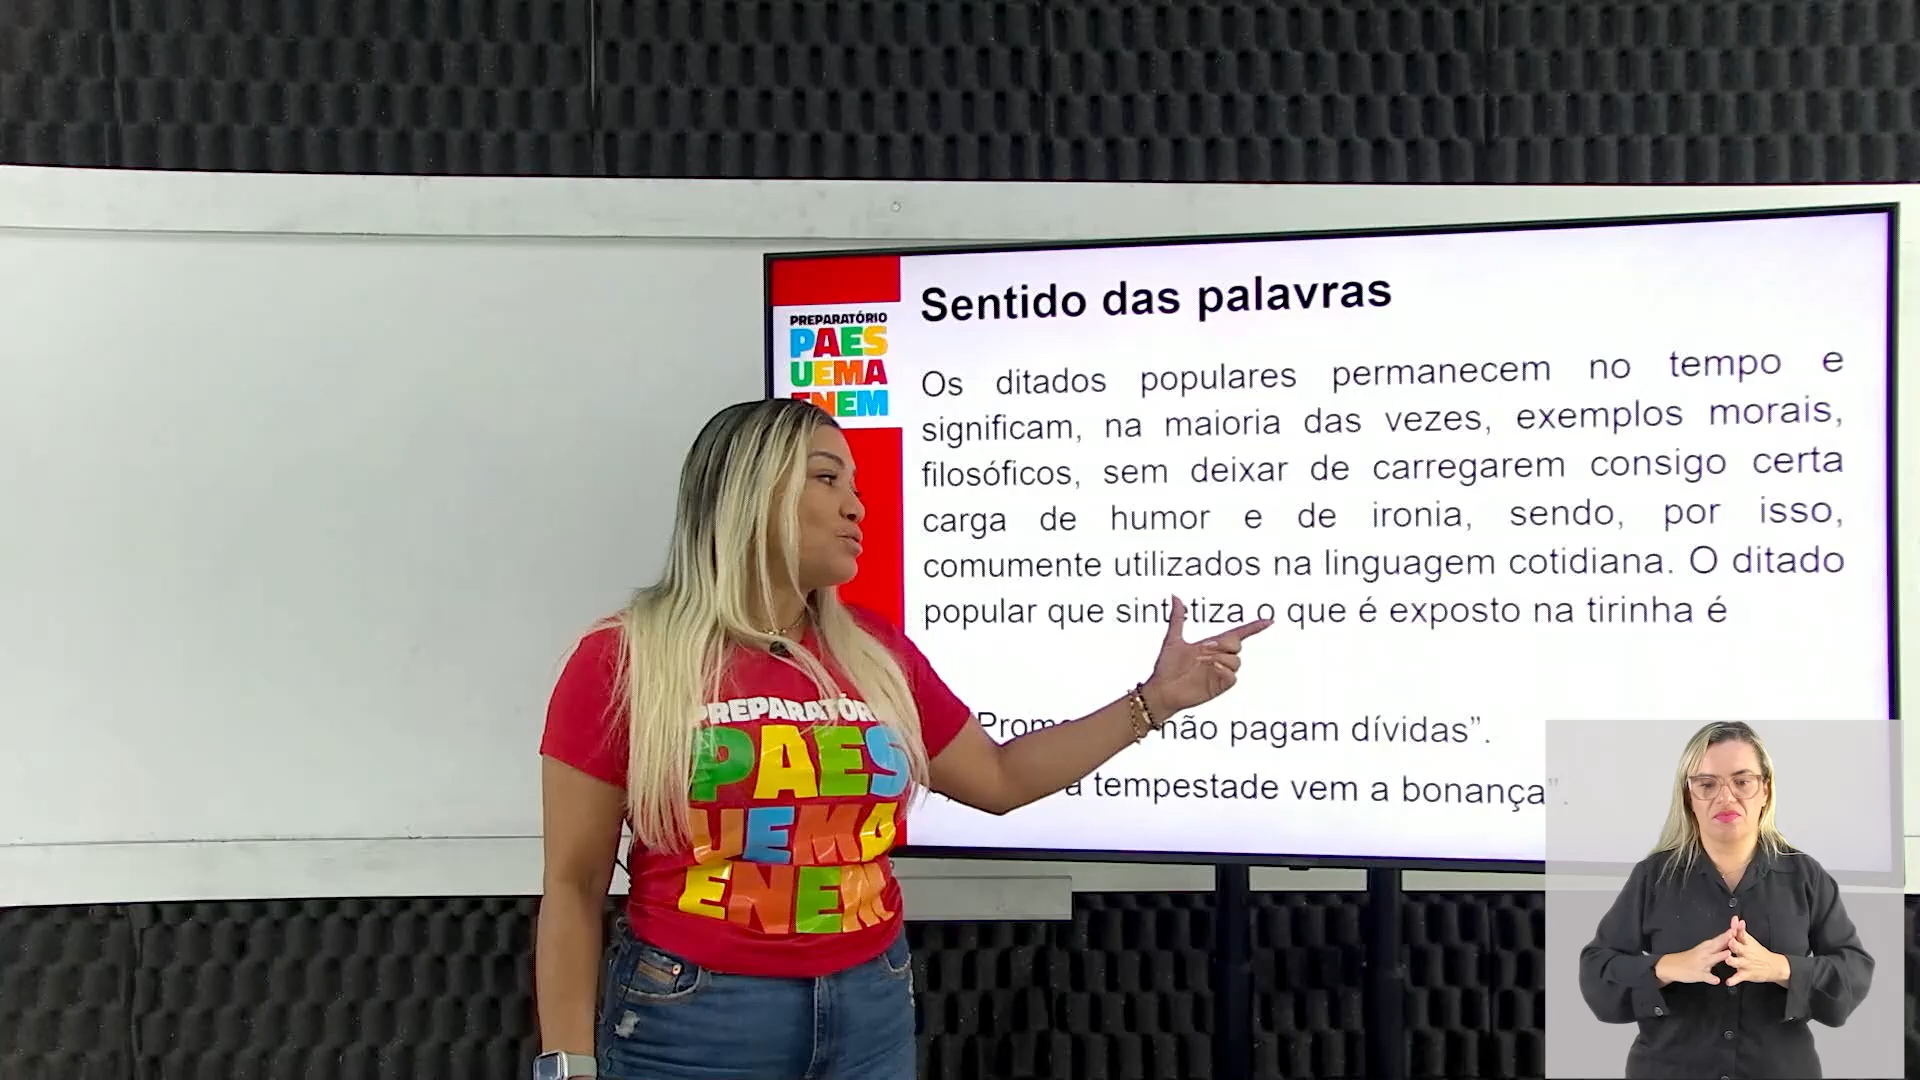 Sentido das palavras
PREPARATÓRIO
PAES
UEMA
ENEM
Os ditados populares permanecem no tempo e
significam, na maioria das vezes, exemplos morais,
filosóficos, sem deixar de carregarem consigo certa
carga de humor e de ironia, sendo, por isso,
comumente utilizados na linguagem cotidiana. O ditado
popular que sintetiza o que é exposto na tirinha é
não pagam dívidas”.
a tempestade vem a bonança”.
PREPARATÓR
PAES
UEMA
ENEM